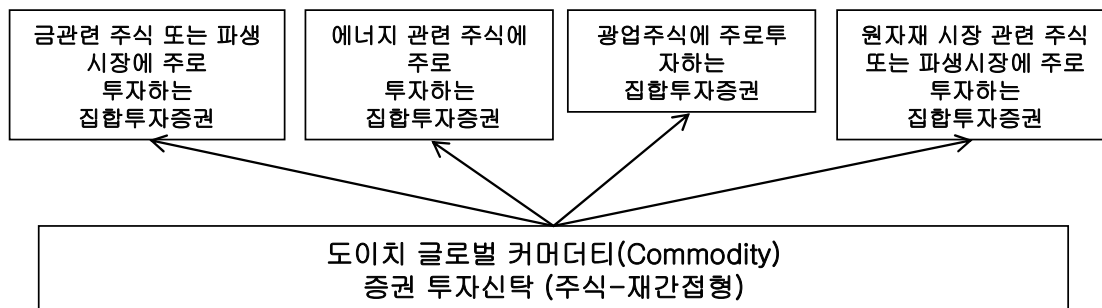 금관련 주식 또는 파생
시장에 주로
투자하는
집합투자증권
에너지 관련 주식에
주로
투자하는
집합투자증권
광업주식에 주로투
자하는
집합투자증권
원자재 시장 관련 주식
또는 파생시장에 주로
투자하는
집합투자증권
도이치 글로벌 커머더티(Commodity)
증권 투자신탁 (주식-재간접형)